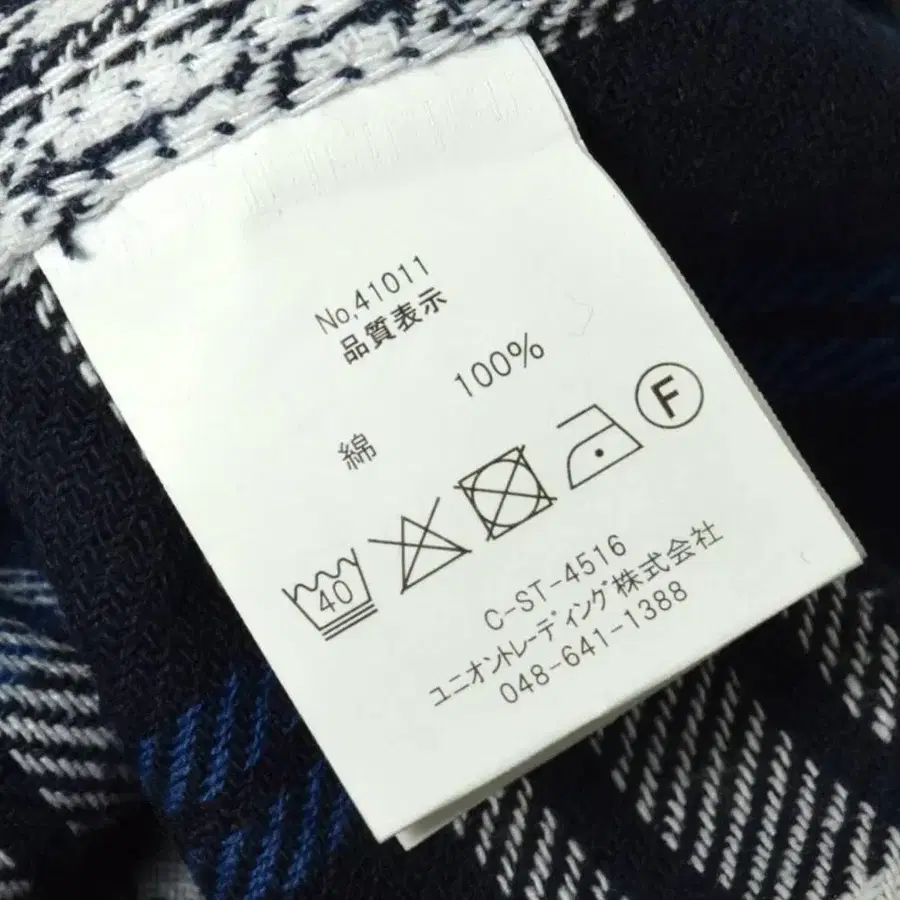 No.41011
品質表示
綿 100%
40
F
C-ST-4516
ユニオントレーディング株式会社
048-641-1388